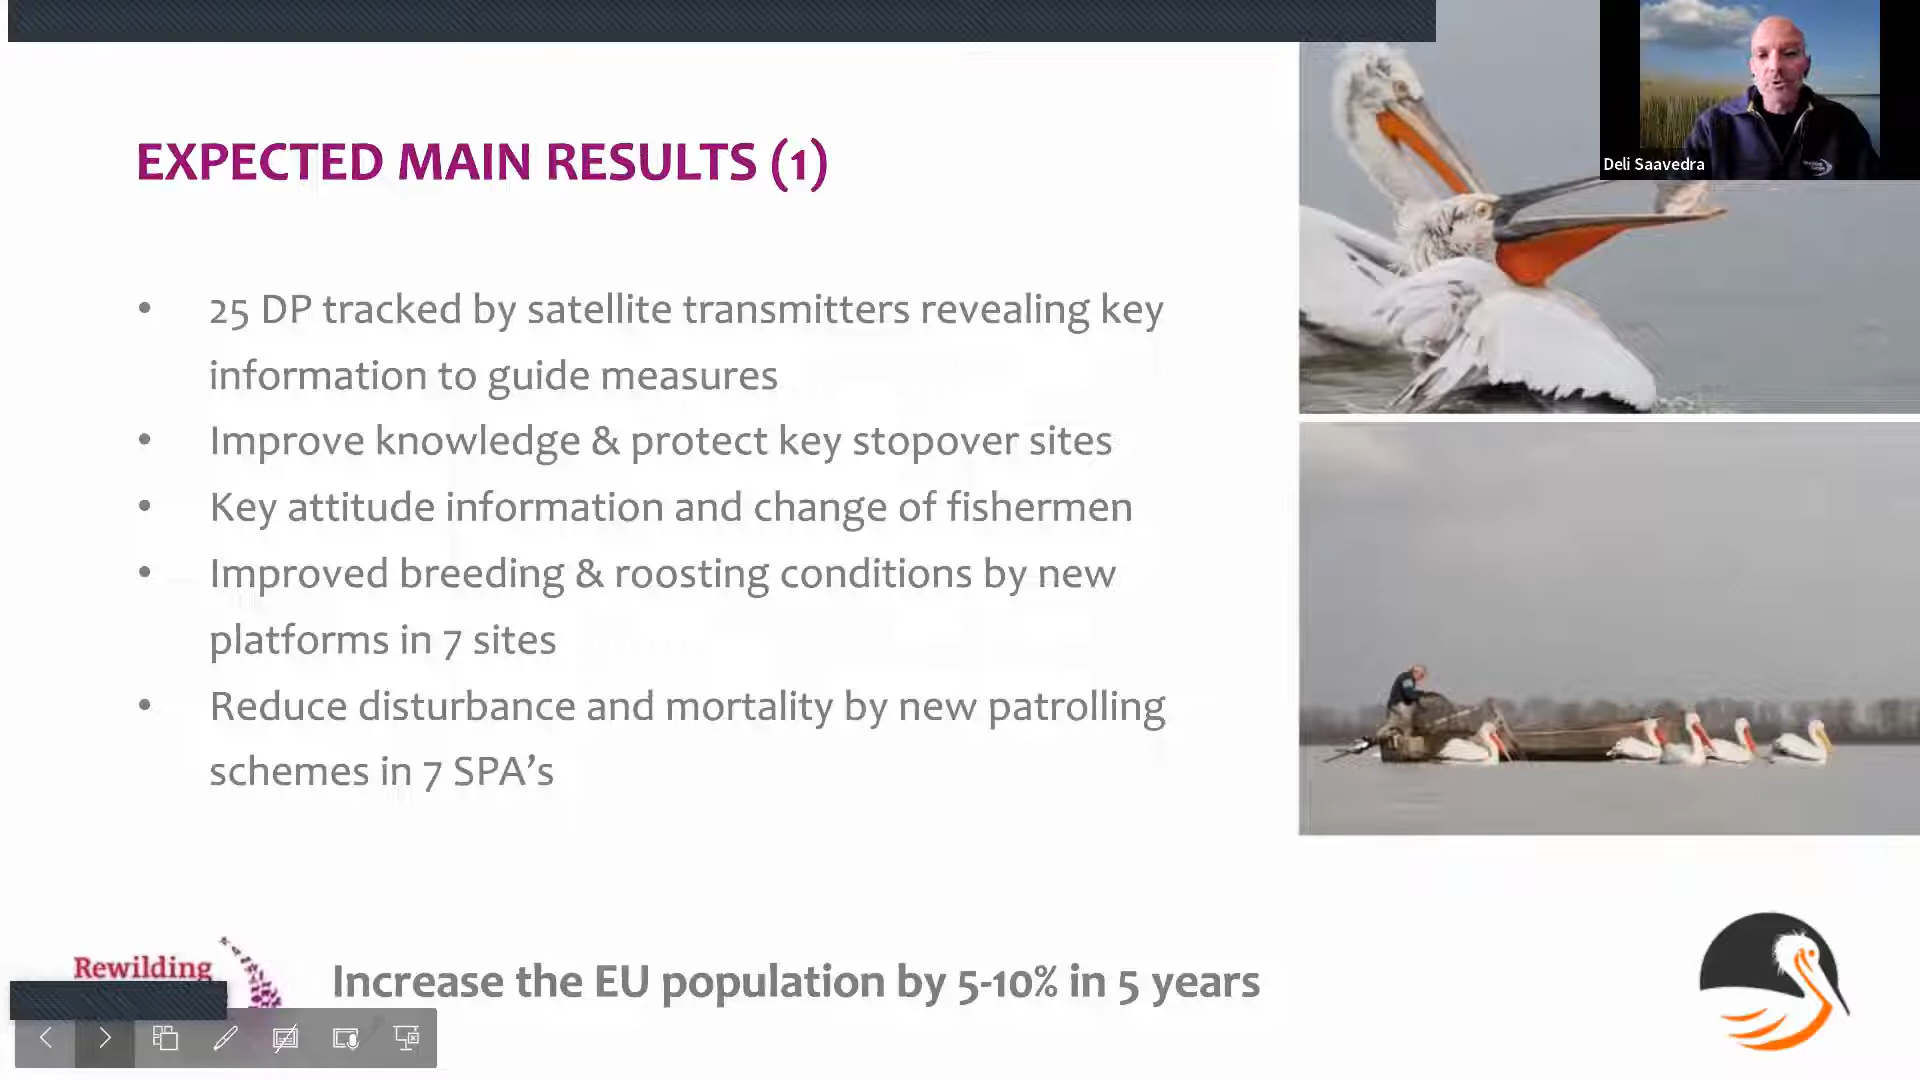 Deli Saavedra
EXPECTED MAIN RESULTS (1)
• 25 DP tracked by satellite transmitters revealing key
information to guide measures
• Improve knowledge & protect key stopover sites
• Key attitude information and change of fishermen
• Improved breeding & roosting conditions by new
platforms in 7 sites
• Reduce disturbance and mortality by new patrolling
schemes in 7 SPA’s
Rewilding
Increase the EU population by 5-10% in 5 years